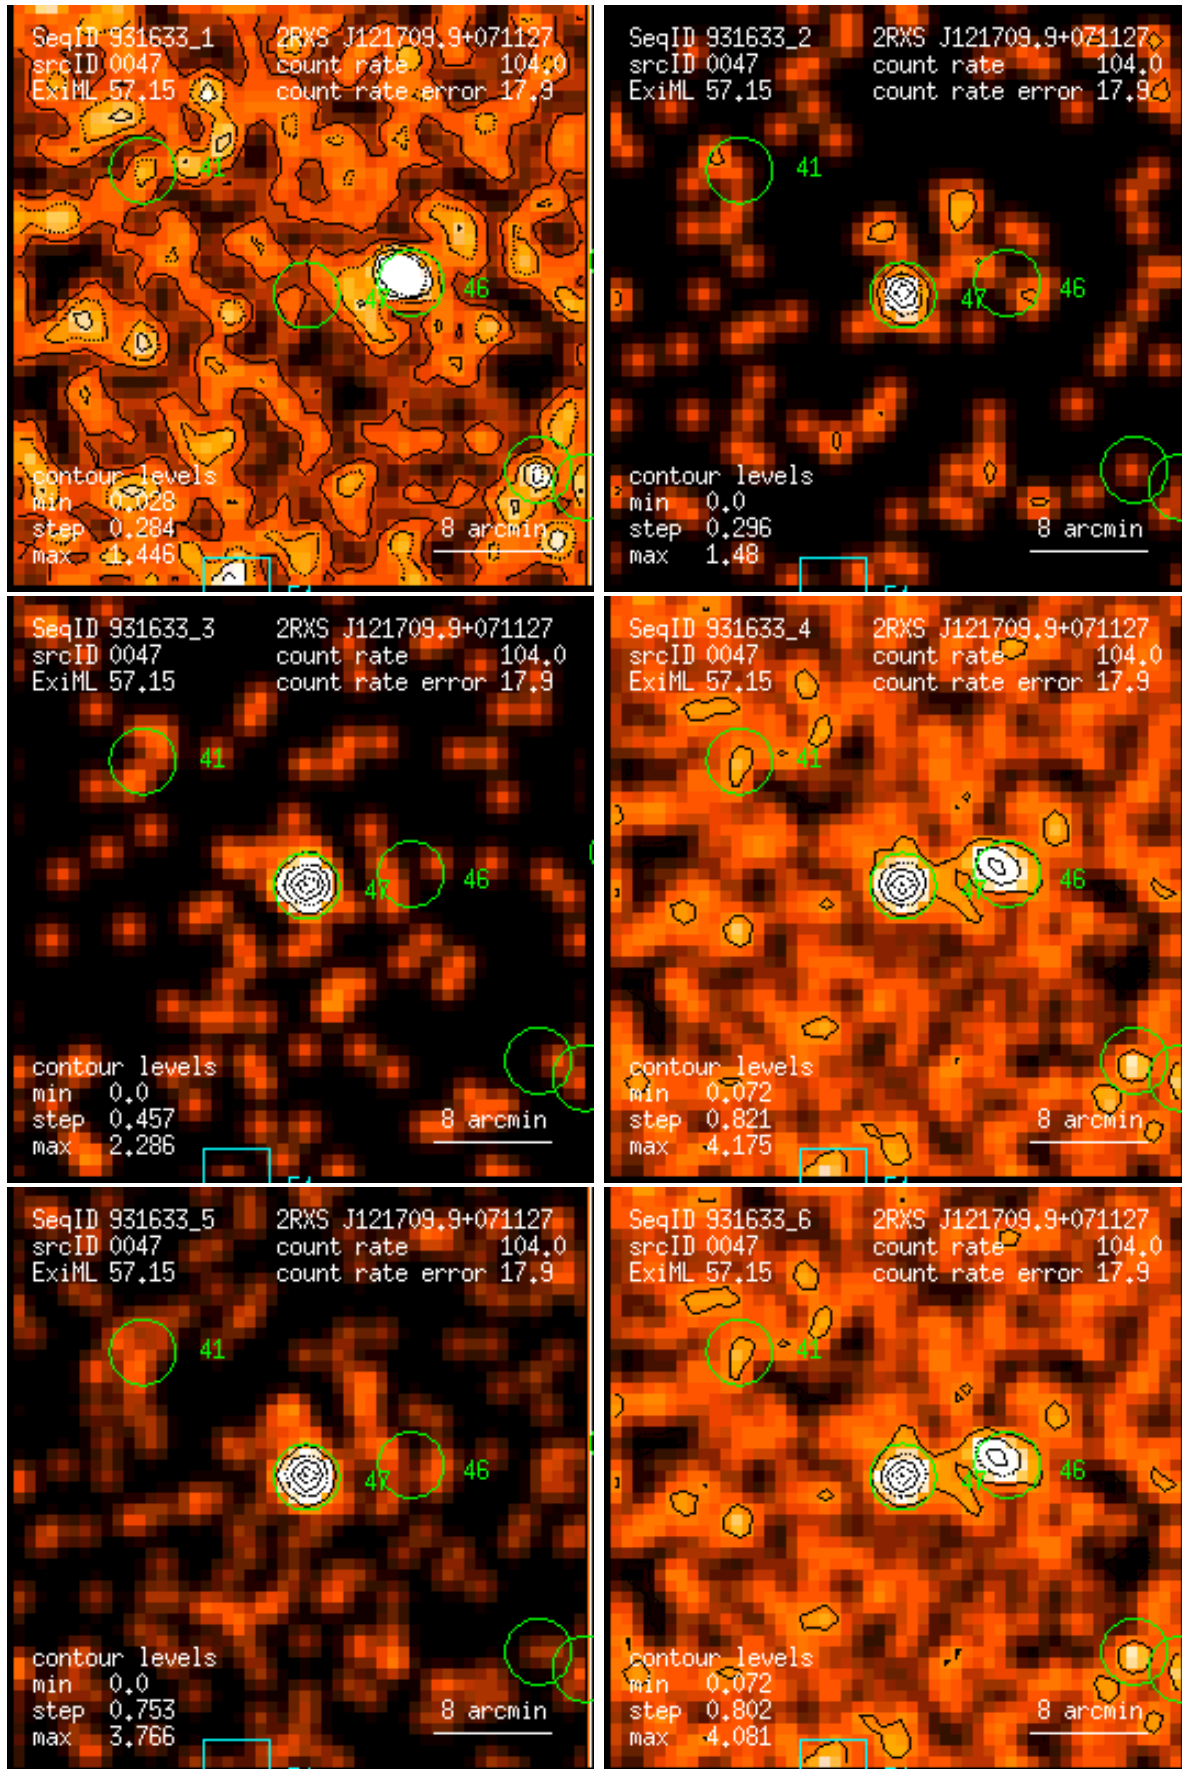 SeqID 931633_1 2RXS J121709.9+071127
srcID 0047 count rate 104.0
ExiML 57.15 count rate error 17.9
41
47 46
contour levels
min 0.028
step 0.284 8 arcmin
max 1.446
SeqID 931633_2 2RXS J121709.9+071127
srcID 0047 count rate 104.0
ExiML 57.15 count rate error 17.9
41
47 46
contour levels
min 0.0
step 0.296 8 arcmin
max 1.48
SeqID 931633_3 2RXS J121709.9+071127
srcID 0047 count rate 104.0
ExiML 57.15 count rate error 17.9
41
47 46
contour levels
min 0.0
step 0.457 8 arcmin
max 2.286
SeqID 931633_4 2RXS J121709.9+071127
srcID 0047 count rate 104.0
ExiML 57.15 count rate error 17.9
41
47 46
contour levels
min 0.072
step 0.821 8 arcmin
max 4.175
SeqID 931633_5 2RXS J121709.9+071127
srcID 0047 count rate 104.0
ExiML 57.15 count rate error 17.9
41
47 46
contour levels
min 0.0
step 0.753 8 arcmin
max 3.766
SeqID 931633_6 2RXS J121709.9+071127
srcID 0047 count rate 104.0
ExiML 57.15 count rate error 17.9
41
47 46
contour levels
min 0.072
step 0.802 8 arcmin
max 4.081